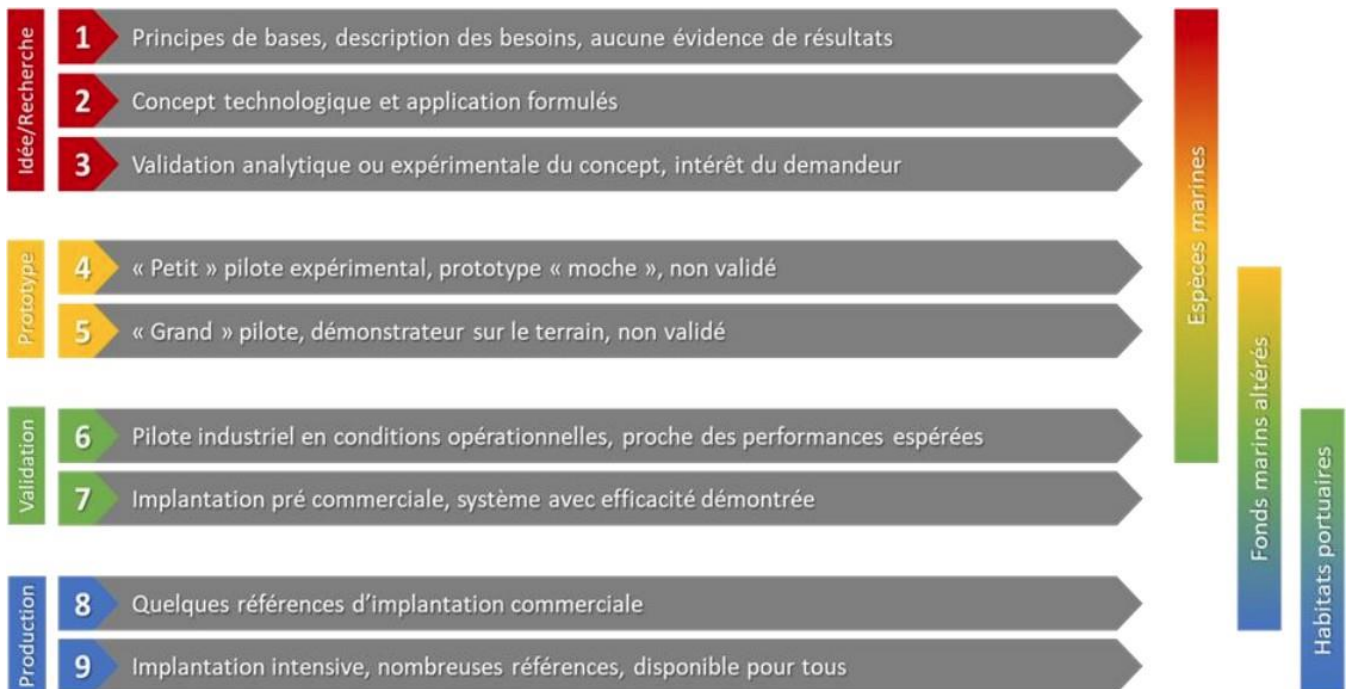 Idée/Recherche
1 Principes de bases, description des besoins, aucune évidence de résultats
2 Concept technologique et application formulés
3 Validation analytique ou expérimentale du concept, intérêt du demandeur
Prototype
4 « Petit » pilote expérimental, prototype « moche », non validé
5 « Grand » pilote, démonstrateur sur le terrain, non validé
Validation
6 Pilote industriel en conditions opérationnelles, proche des performances espérées
7 Implantation pré commerciale, système avec efficacité démontrée
Production
8 Quelques références d'implantation commerciale
9 Implantation intensive, nombreuses références, disponible pour tous
Espèces marines
Fonds marins altérés
Habitats portuaires